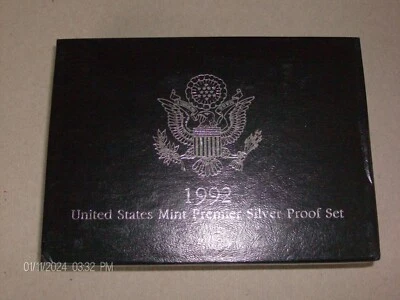 1992
United States Mint Premier Silver Proof Set
01/11/2024 03:32 PM